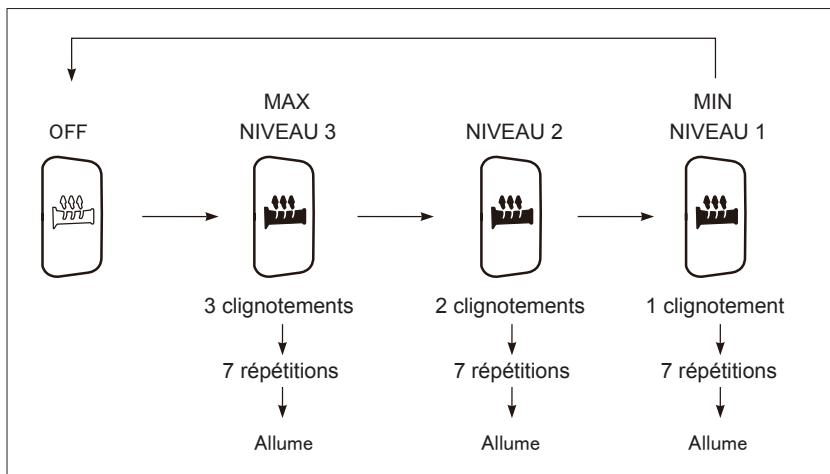 OFF
MAX
NIVEAU 3
NIVEAU 2
MIN
NIVEAU 1
3 clignotements
2 clignotements
1 clignotement
7 répétitions
7 répétitions
7 répétitions
Allume
Allume
Allume